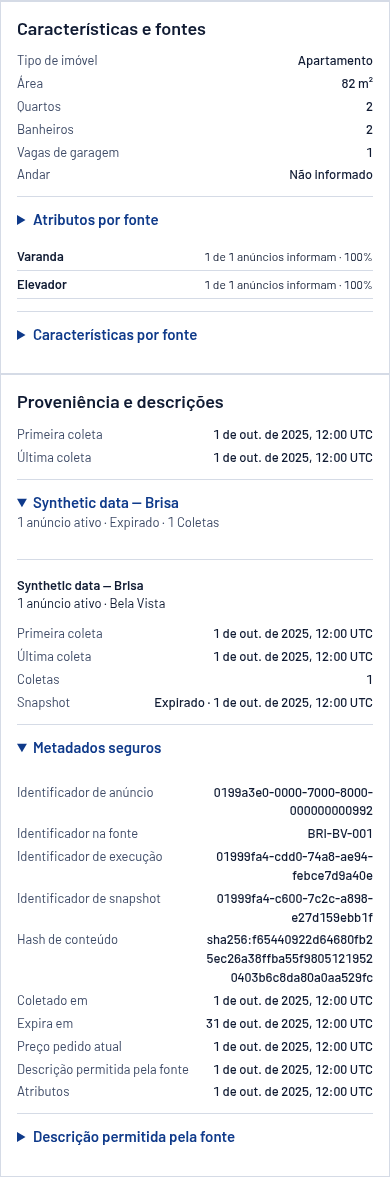 Características e fontes
Tipo de imóvel Apartamento
Área 82 m²
Quartos 2
Banheiros 2
Vagas de garagem 1
Andar Não informado
Atributos por fonte
Varanda 1 de 1 anúncios informam · 100%
Elevador 1 de 1 anúncios informam · 100%
Características por fonte
Proveniência e descrições
Primeira coleta 1 de out. de 2025, 12:00 UTC
Última coleta 1 de out. de 2025, 12:00 UTC
Synthetic data — Brisa
1 anúncio ativo · Expirado · 1 Coletas
Synthetic data — Brisa
1 anúncio ativo · Bela Vista
Primeira coleta 1 de out. de 2025, 12:00 UTC
Última coleta 1 de out. de 2025, 12:00 UTC
Coletas 1
Snapshot Expirado · 1 de out. de 2025, 12:00 UTC
Metadados seguros
Identificador de anúncio 0199a3e0-0000-7000-8000-
000000000992
Identificador na fonte BRI-BV-001
Identificador de execução 01999fa4-cdd0-74a8-ae94-
febce7d9a40e
Identificador de snapshot 01999fa4-c600-7c2c-a898-
e27d159ebb1f
Hash de conteúdo sha256:f65440922d64680fb2
5ec26a38ffba55f9805121952
0403b6c8da80a0aa529fc
Coletado em 1 de out. de 2025, 12:00 UTC
Expira em 31 de out. de 2025, 12:00 UTC
Preço pedido atual 1 de out. de 2025, 12:00 UTC
Descrição permitida pela fonte 1 de out. de 2025, 12:00 UTC
Atributos 1 de out. de 2025, 12:00 UTC
Descrição permitida pela fonte